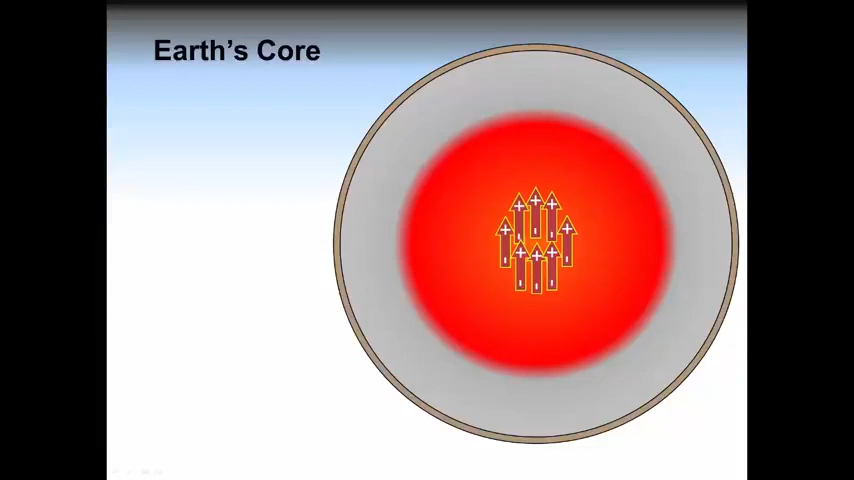 Earth's Core
+ + +
+ +
+ + +